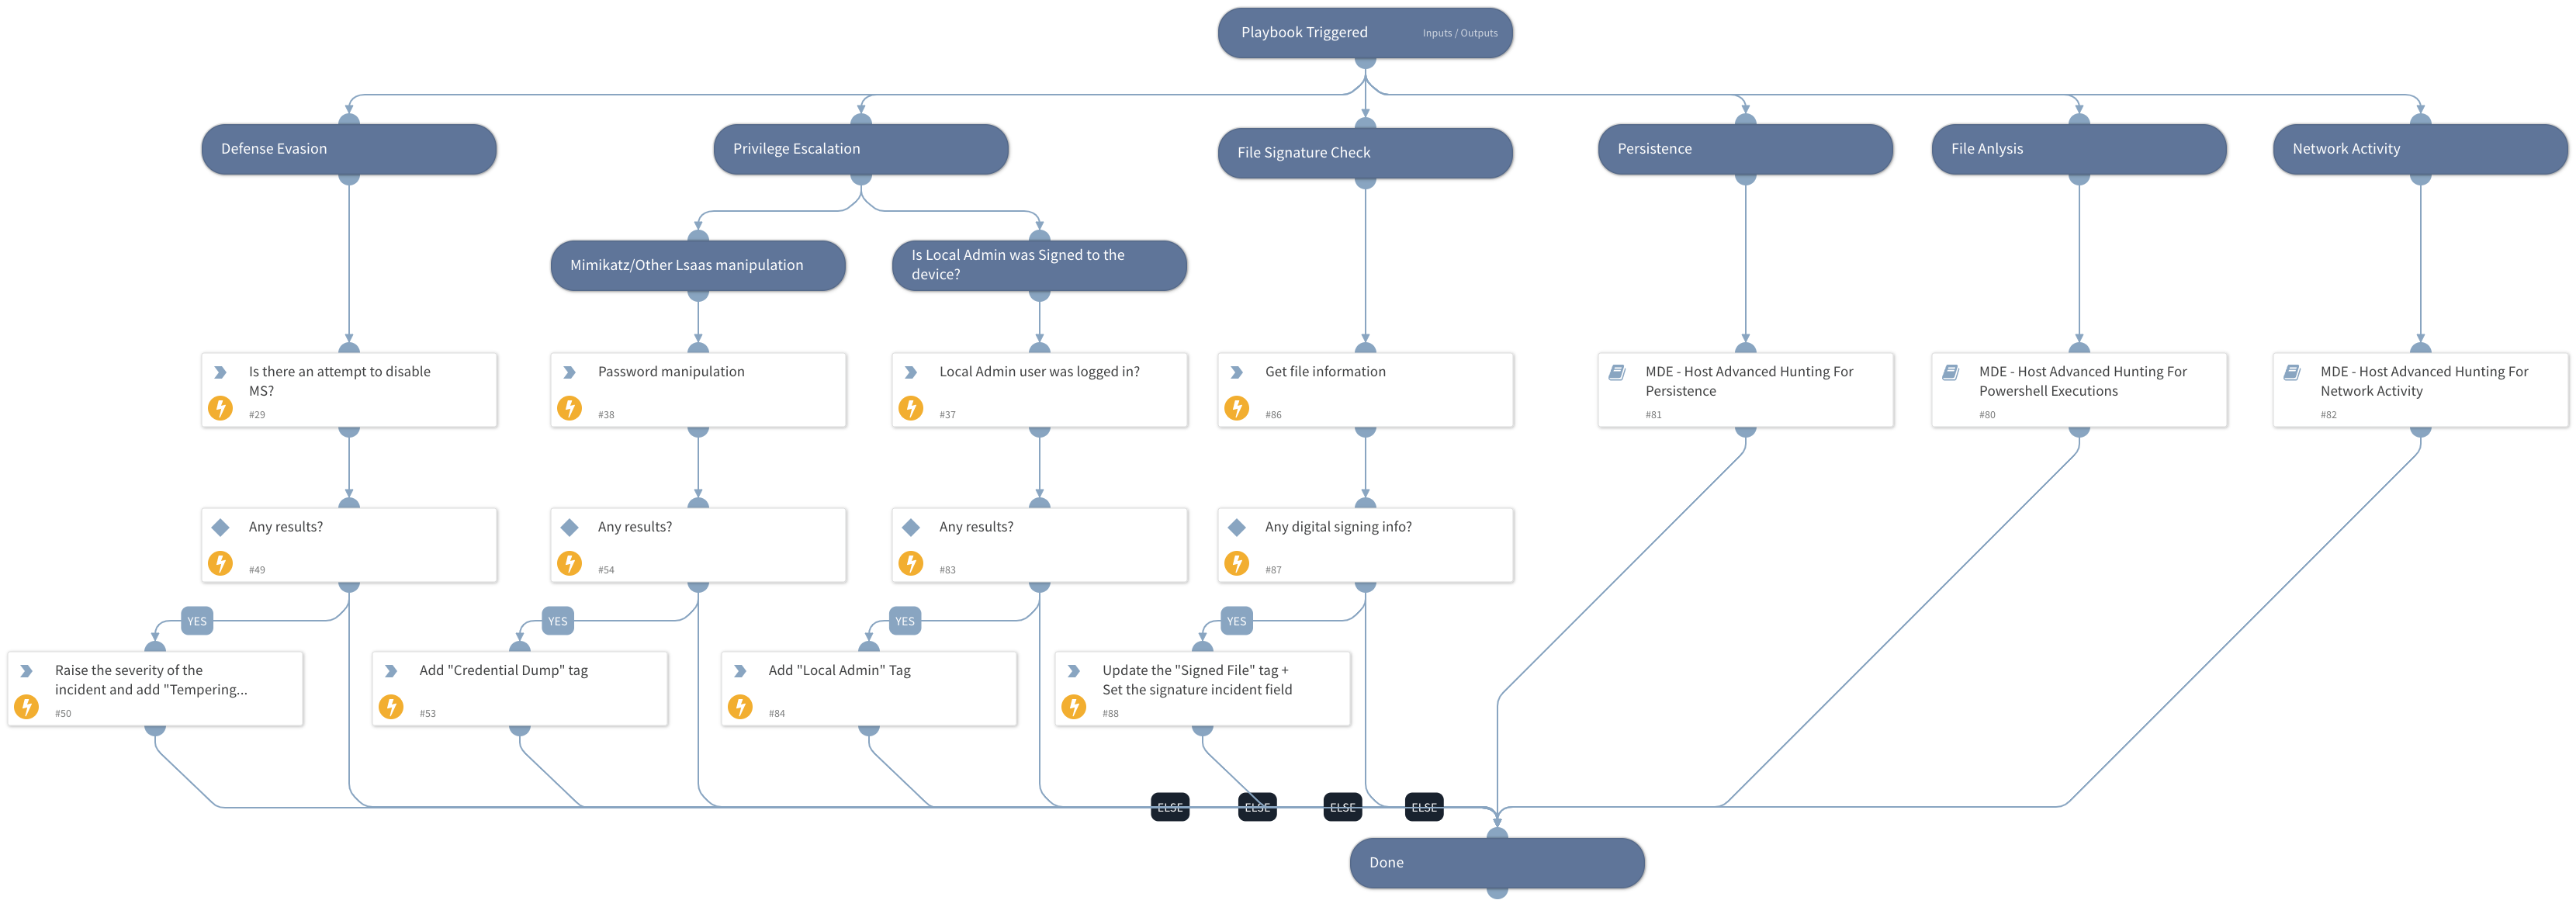 Playbook Triggered
Inputs / Outputs
Defense Evasion
Privilege Escalation
File Signature Check
Persistence
File Anlysis
Network Activity
Mimikatz/Other Lsaas manipulation
Is Local Admin was Signed to the
device?
Is there an attempt to disable
MS?
#29
Password manipulation
#38
Local Admin user was logged in?
#37
Get file information
#86
MDE - Host Advanced Hunting For
Persistence
#81
MDE - Host Advanced Hunting For
Powershell Executions
#80
MDE - Host Advanced Hunting For
Network Activity
#82
Any results?
#49
Any results?
#54
Any results?
#83
Any digital signing info?
#87
YES
YES
YES
YES
Raise the severity of the
incident and add "Tempering...
#50
Add "Credential Dump" tag
#53
Add "Local Admin" Tag
#84
Update the "Signed File" tag +
Set the signature incident field
#88
ELSE
ELSE
ELSE
ELSE
Done